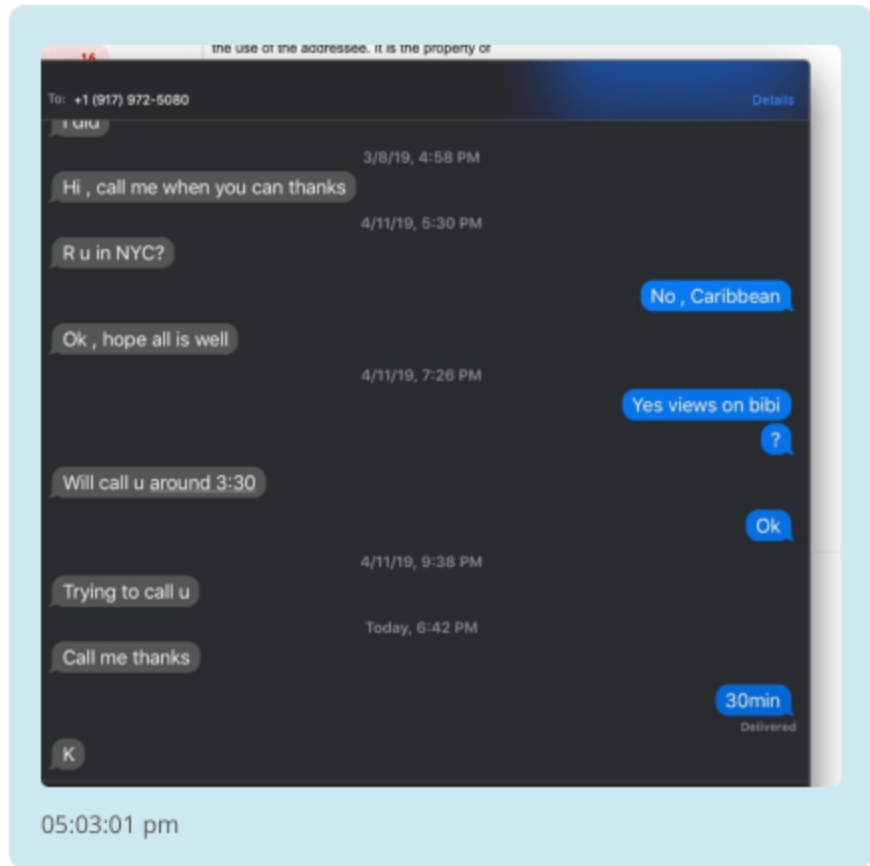 16
the use of the addressee. It is the property of
To: +1 (917) 972-5080
Details
I did
3/8/19, 4:58 PM
Hi , call me when you can thanks
4/11/19, 5:30 PM
R u in NYC?
No , Caribbean
Ok , hope all is well
4/11/19, 7:26 PM
Yes views on bibi
?
Will call u around 3:30
Ok
4/11/19, 9:38 PM
Trying to call u
Today, 6:42 PM
Call me thanks
30min
Delivered
K
05:03:01 pm